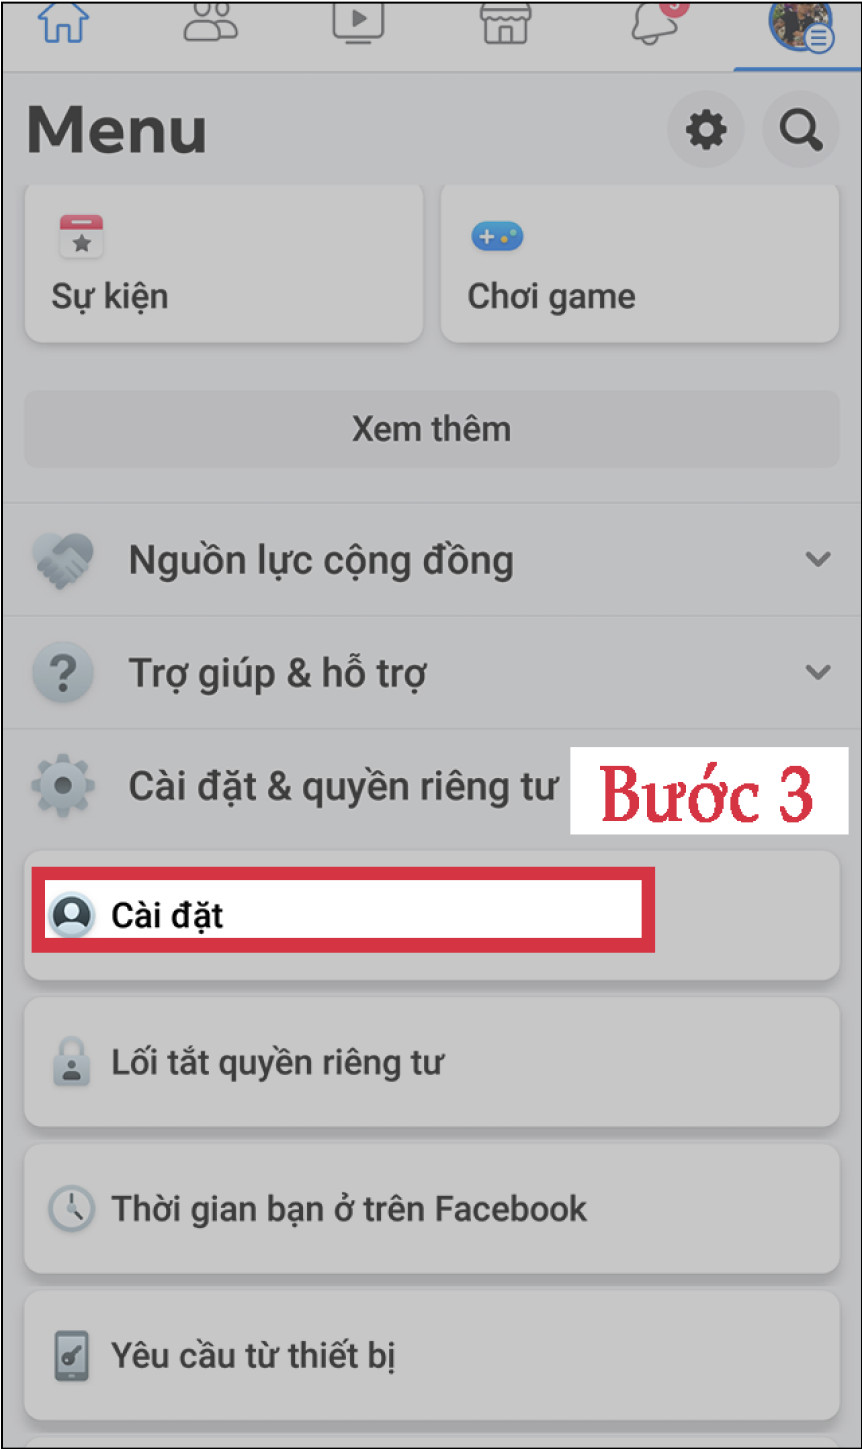 Menu
Sự kiện
Chơi game
Xem thêm
Nguồn lực cộng đồng
Trợ giúp & hỗ trợ
Cài đặt & quyền riêng tư
Bước 3
Cài đặt
Lối tắt quyền riêng tư
Thời gian bạn ở trên Facebook
Yêu cầu từ thiết bị